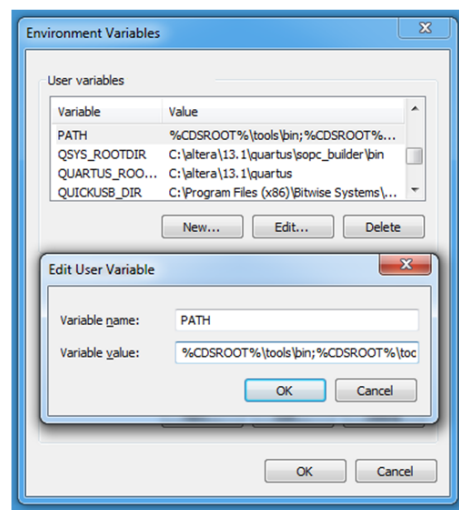 Environment Variables
User variables
Variable Value
PATH %CDSROOT%\tools\bin;%CDSROOT%...
QSYS_ROOTDIR C:\altera\13.1\quartus\sopc_builder\bin
QUARTUS_ROO... C:\altera\13.1\quartus
QUICKUSB_DIR C:\Program Files (x86)\Bitwise Systems\...
New... Edit... Delete
Edit User Variable
Variable name: PATH
Variable value: %CDSROOT%\tools\bin;%CDSROOT%\toc
OK Cancel
OK Cancel